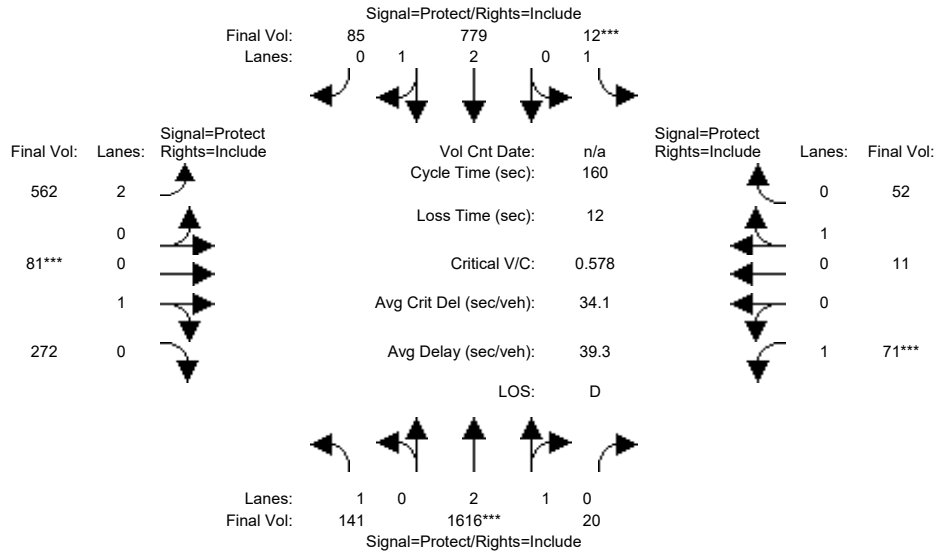 Signal=Protect/Rights=Include
Final Vol: 85 779 12***
Lanes: 0 1 2 0 1
Signal=Protect Signal=Protect
Final Vol: Lanes: Rights=Include Vol Cnt Date: n/a Rights=Include Lanes: Final Vol:
Cycle Time (sec): 160
562 2 0 52
Loss Time (sec): 12
0 1
81*** 0 Critical V/C: 0.578 0 11
1 Avg Crit Del (sec/veh): 34.1 0
272 0 Avg Delay (sec/veh): 39.3 1 71***
LOS: D
Lanes: 1 0 2 1 0
Final Vol: 141 1616*** 20
Signal=Protect/Rights=Include